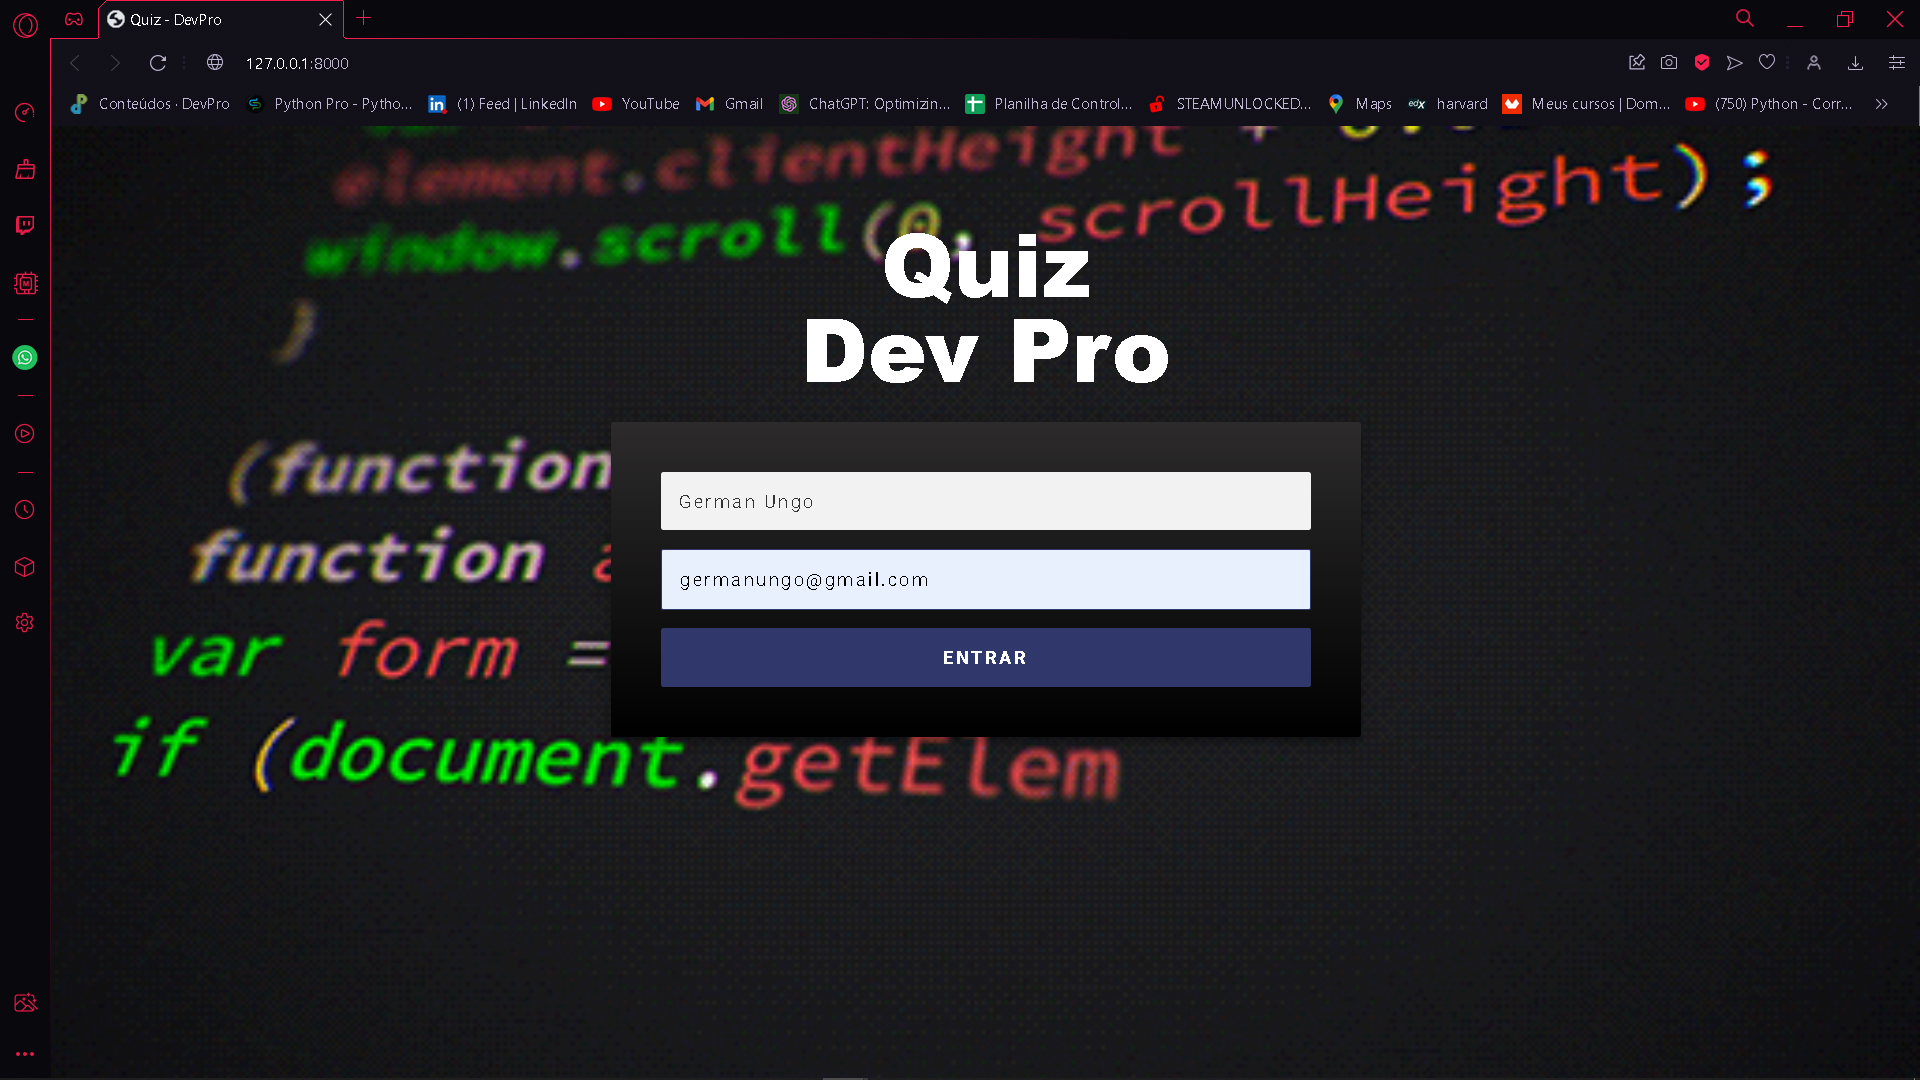 Quiz - DevPro
127.0.0.1:8000
Conteúdos · DevPro
Python Pro - Pytho...
(1) Feed | LinkedIn
YouTube
Gmail
ChatGPT: Optimizin...
Planilha de Control...
STEAMUNLOCKED...
Maps
edX
harvard
Meus cursos | Dom...
(750) Python - Corr...
element.clientHeight +
window.scroll(0, scrollHeight);
)
Quiz
Dev Pro
(function
German Ungo
function a
germanungo@gmail.com
var form =
ENTRAR
if (document.getElem